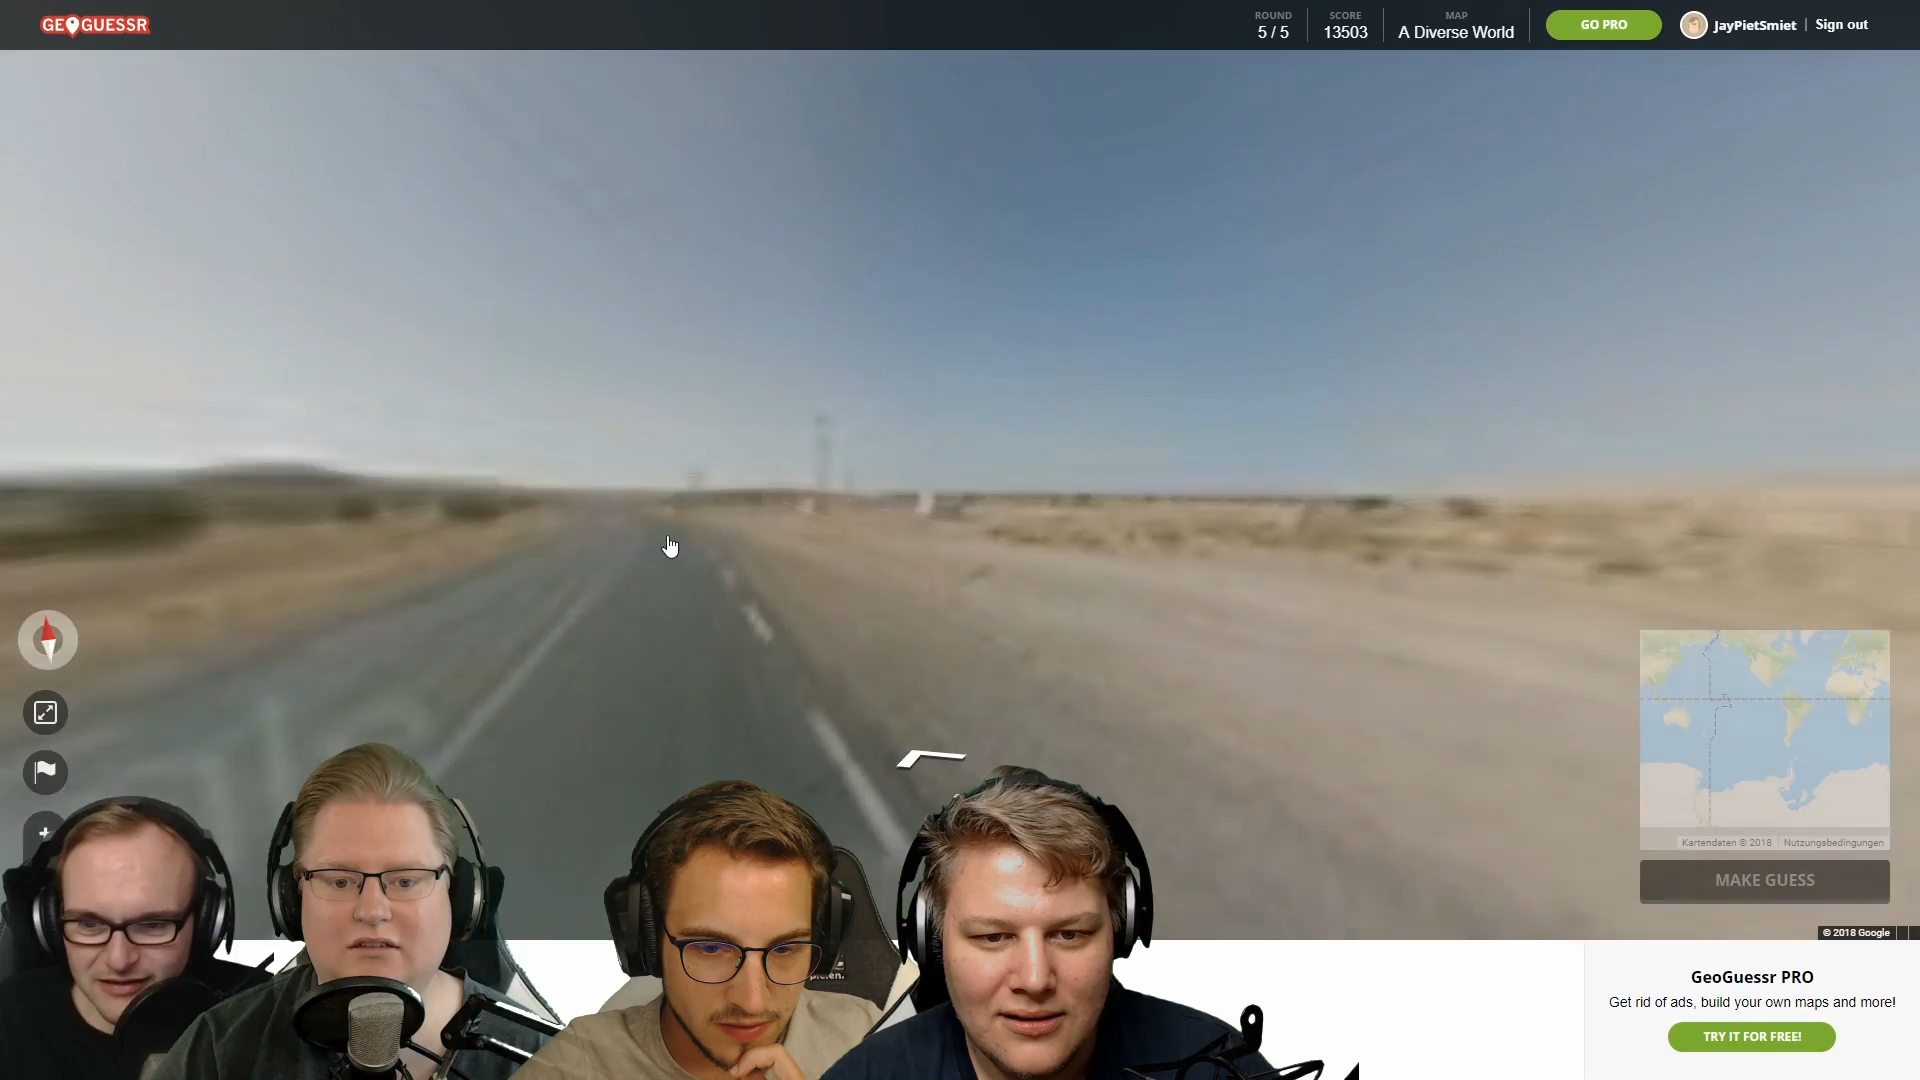 GEOGUESSR
ROUND
5 / 5
SCORE
13503
MAP
A Diverse World
GO PRO
JayPietSmiet
Sign out
Kartendaten © 2018
Nutzungsbedingungen
MAKE GUESS
© 2018 Google
GeoGuessr PRO
Get rid of ads, build your own maps and more!
TRY IT FOR FREE!